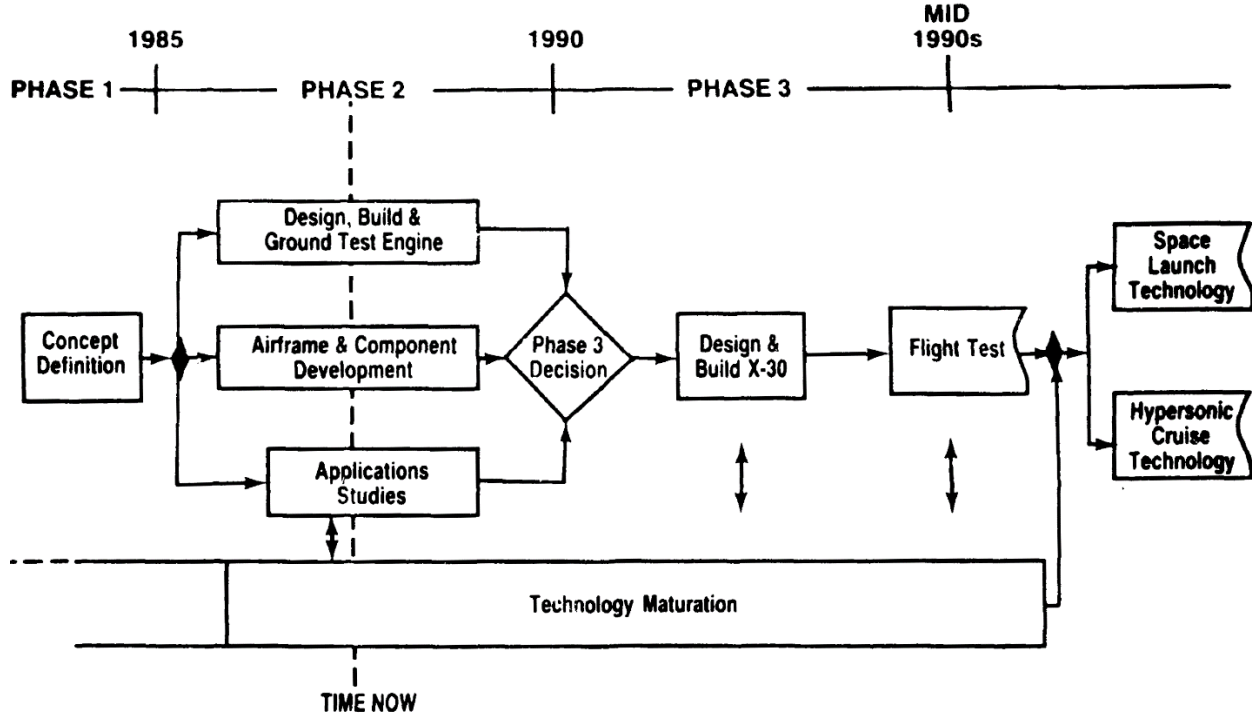 1985
1990
MID
1990s
PHASE 1
PHASE 2
PHASE 3
Design, Build &
Ground Test Engine
Concept
Definition
Airframe & Component
Development
Applications
Studies
Phase 3
Decision
Design &
Build X-30
Flight Test
Space
Launch
Technology
Hypersonic
Cruise
Technology
Technology Maturation
TIME NOW